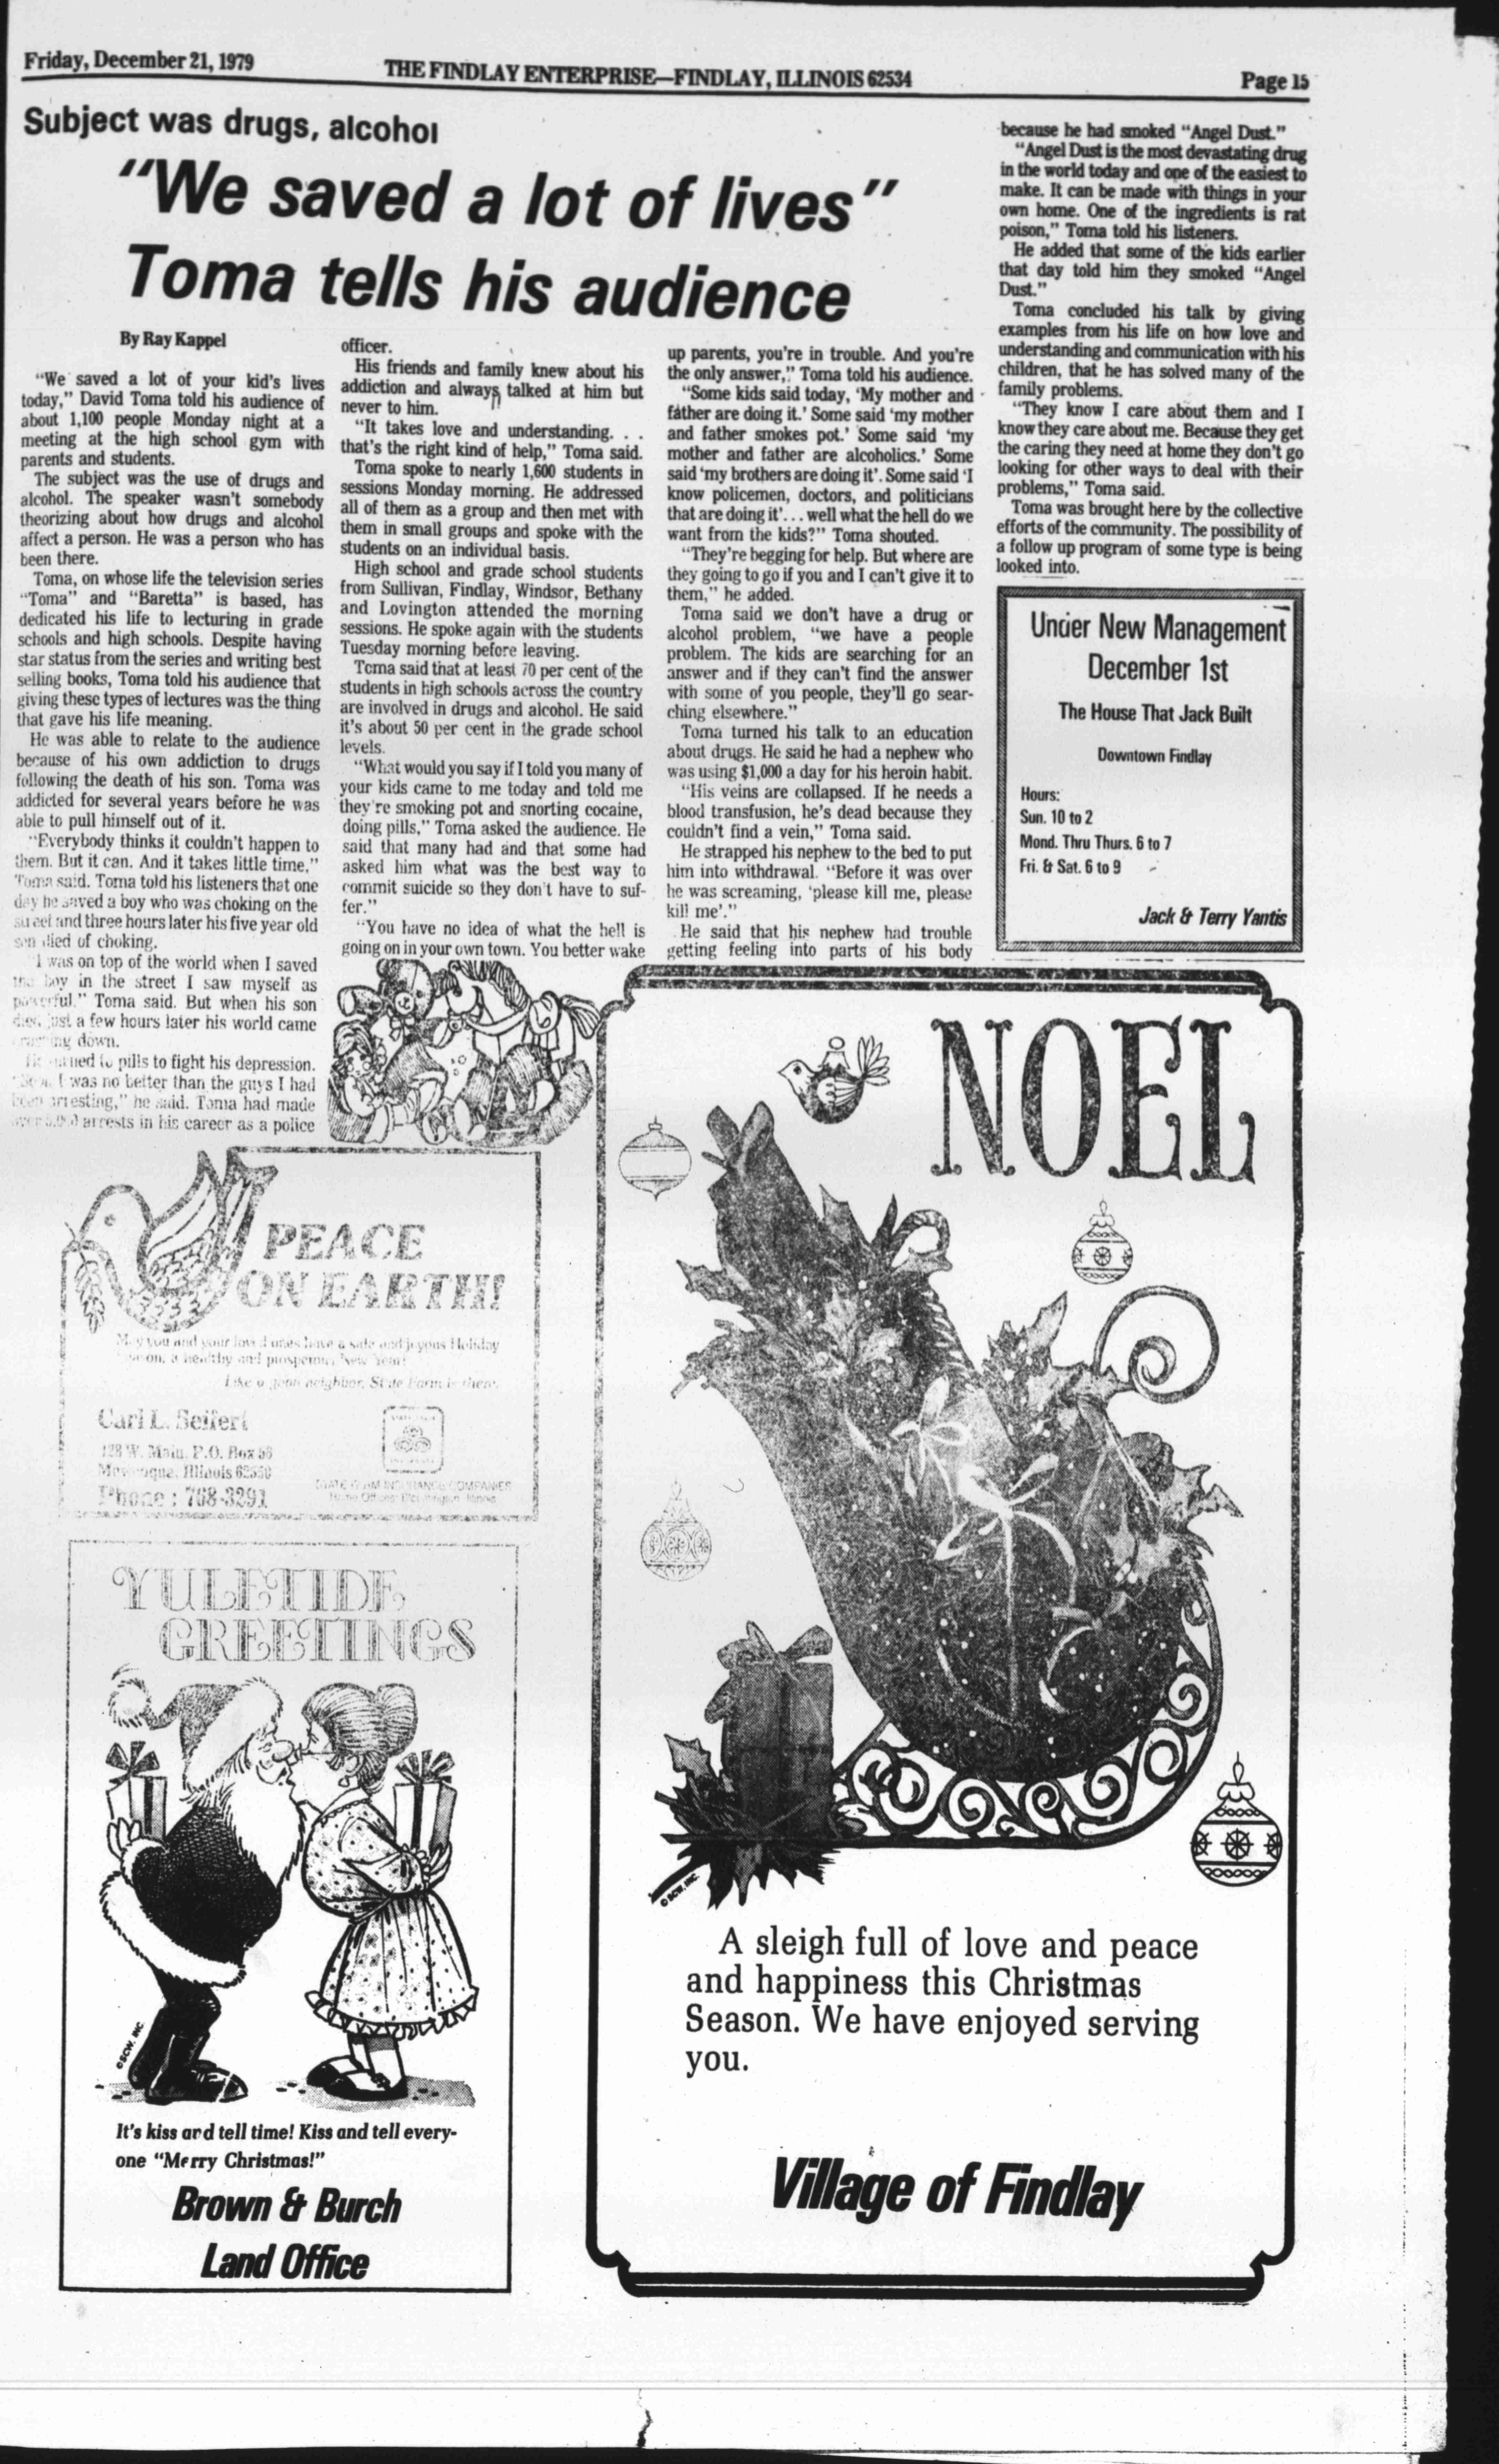 Friday, December 21, 1979
THE FINDLAY ENTERPRISE—FINDLAY, ILLINOIS 62534
Page 15
Subject was drugs, alcohol
"We saved a lot of lives"
Toma tells his audience
By Ray Kappel
"We saved a lot of your kid's lives
today," David Toma told his audience of
about 1,100 people Monday night at a
meeting at the high school gym with
parents and students.
The subject was the use of drugs and
alcohol. The speaker wasn't somebody
theorizing about how drugs and alcohol
affect a person. He was a person who has
been there.
Toma, on whose life the television series
"Toma" and "Baretta" is based, has
dedicated his life to lecturing in grade
schools and high schools. Despite having
star status from the series and writing best
selling books, Toma told his audience that
giving these types of lectures was the thing
that gave his life meaning.
He was able to relate to the audience
because of his own addiction to drugs
following the death of his son. Toma was
addicted for several years before he was
able to pull himself out of it.
"Everybody thinks it couldn't happen to
them. But it can. And it takes little time,"
Toma said. Toma told his listeners that one
day he saved a boy who was choking on the
street and three hours later his five year old
son died of choking.
"I was on top of the world when I saved
the boy in the street I saw myself as
powerful." Toma said. But when his son
died just a few hours later his world came
crashing down.
He turned to pills to fight his depression.
I was no better than the guys I had
been arresting," he said. Toma had made
over arrests in his career as a police
officer.
His friends and family knew about his
addiction and always talked at him but
never to him.
"It takes love and understanding. . .
that's the right kind of help," Toma said.
Toma spoke to nearly 1,600 students in
sessions Monday morning. He addressed
all of them as a group and then met with
them in small groups and spoke with the
students on an individual basis.
High school and grade school students
from Sullivan, Findlay, Windsor, Bethany
and Lovington attended the morning
sessions. He spoke again with the students
Tuesday morning before leaving.
Toma said that at least 70 per cent of the
students in high schools across the country
are involved in drugs and alcohol. He said
it's about 50 per cent in the grade school
levels.
"What would you say if I told you many of
your kids came to me today and told me
they're smoking pot and snorting cocaine,
doing pills," Toma asked the audience. He
said that many had and that some had
asked him what was the best way to
commit suicide so they don't have to suf-
fer."
"You have no idea of what the hell is
going on in your own town. You better wake
up parents, you're in trouble. And you're
the only answer," Toma told his audience.
"Some kids said today, 'My mother and
father are doing it.' Some said 'my mother
and father smokes pot.' Some said 'my
mother and father are alcoholics.' Some
said 'my brothers are doing it'. Some said 'I
know policemen, doctors, and politicians
that are doing it'. . . well what the hell do we
want from the kids?" Toma shouted.
"They're begging for help. But where are
they going to go if you and I can't give it to
them," he added.
Toma said we don't have a drug or
alcohol problem, "we have a people
problem. The kids are searching for an
answer and if they can't find the answer
with some of you people, they'll go sear-
ching elsewhere."
Toma turned his talk to an education
about drugs. He said he had a nephew who
was using $1,000 a day for his heroin habit.
"His veins are collapsed. If he needs a
blood transfusion, he's dead because they
couldn't find a vein," Toma said.
He strapped his nephew to the bed to put
him into withdrawal. "Before it was over
he was screaming, 'please kill me, please
kill me'."
He said that his nephew had trouble
getting feeling into parts of his body
because he had smoked "Angel Dust."
"Angel Dust is the most devastating drug
in the world today and one of the easiest to
make. It can be made with things in your
own home. One of the ingredients is rat
poison," Toma told his listeners.
He added that some of the kids earlier
that day told him they smoked "Angel
Dust."
Toma concluded his talk by giving
examples from his life on how love and
understanding and communication with his
children, that he has solved many of the
family problems.
"They know I care about them and I
know they care about me. Because they get
the caring they need at home they don't go
looking for other ways to deal with their
problems," Toma said.
Toma was brought here by the collective
efforts of the community. The possibility of
a follow up program of some type is being
looked into.
Under New Management
December 1st
The House That Jack Built
Downtown Findlay
Hours:
Sun. 10 to 2
Mond. Thru Thurs. 6 to 7
Fri. & Sat. 6 to 9
Jack & Terry Yantis
PEACE
ON EARTH!
May you and your loved ones have a safe and joyous Holiday
Season, a healthy and prosperous New Year!
Like a good neighbor, State Farm is there.
Carl L. Seifert
128 W. Main, P.O. Box 56
Moweaqua, Illinois 62550
Phone : 768-3291
STATE FARM INSURANCE COMPANIES
Home Offices: Bloomington, Illinois
YULETIDE
GREETINGS
©SCW, INC
It's kiss and tell time! Kiss and tell every-
one "Merry Christmas!"
Brown & Burch
Land Office
NOEL
©SCW, INC.
A sleigh full of love and peace
and happiness this Christmas
Season. We have enjoyed serving
you.
Village of Findlay